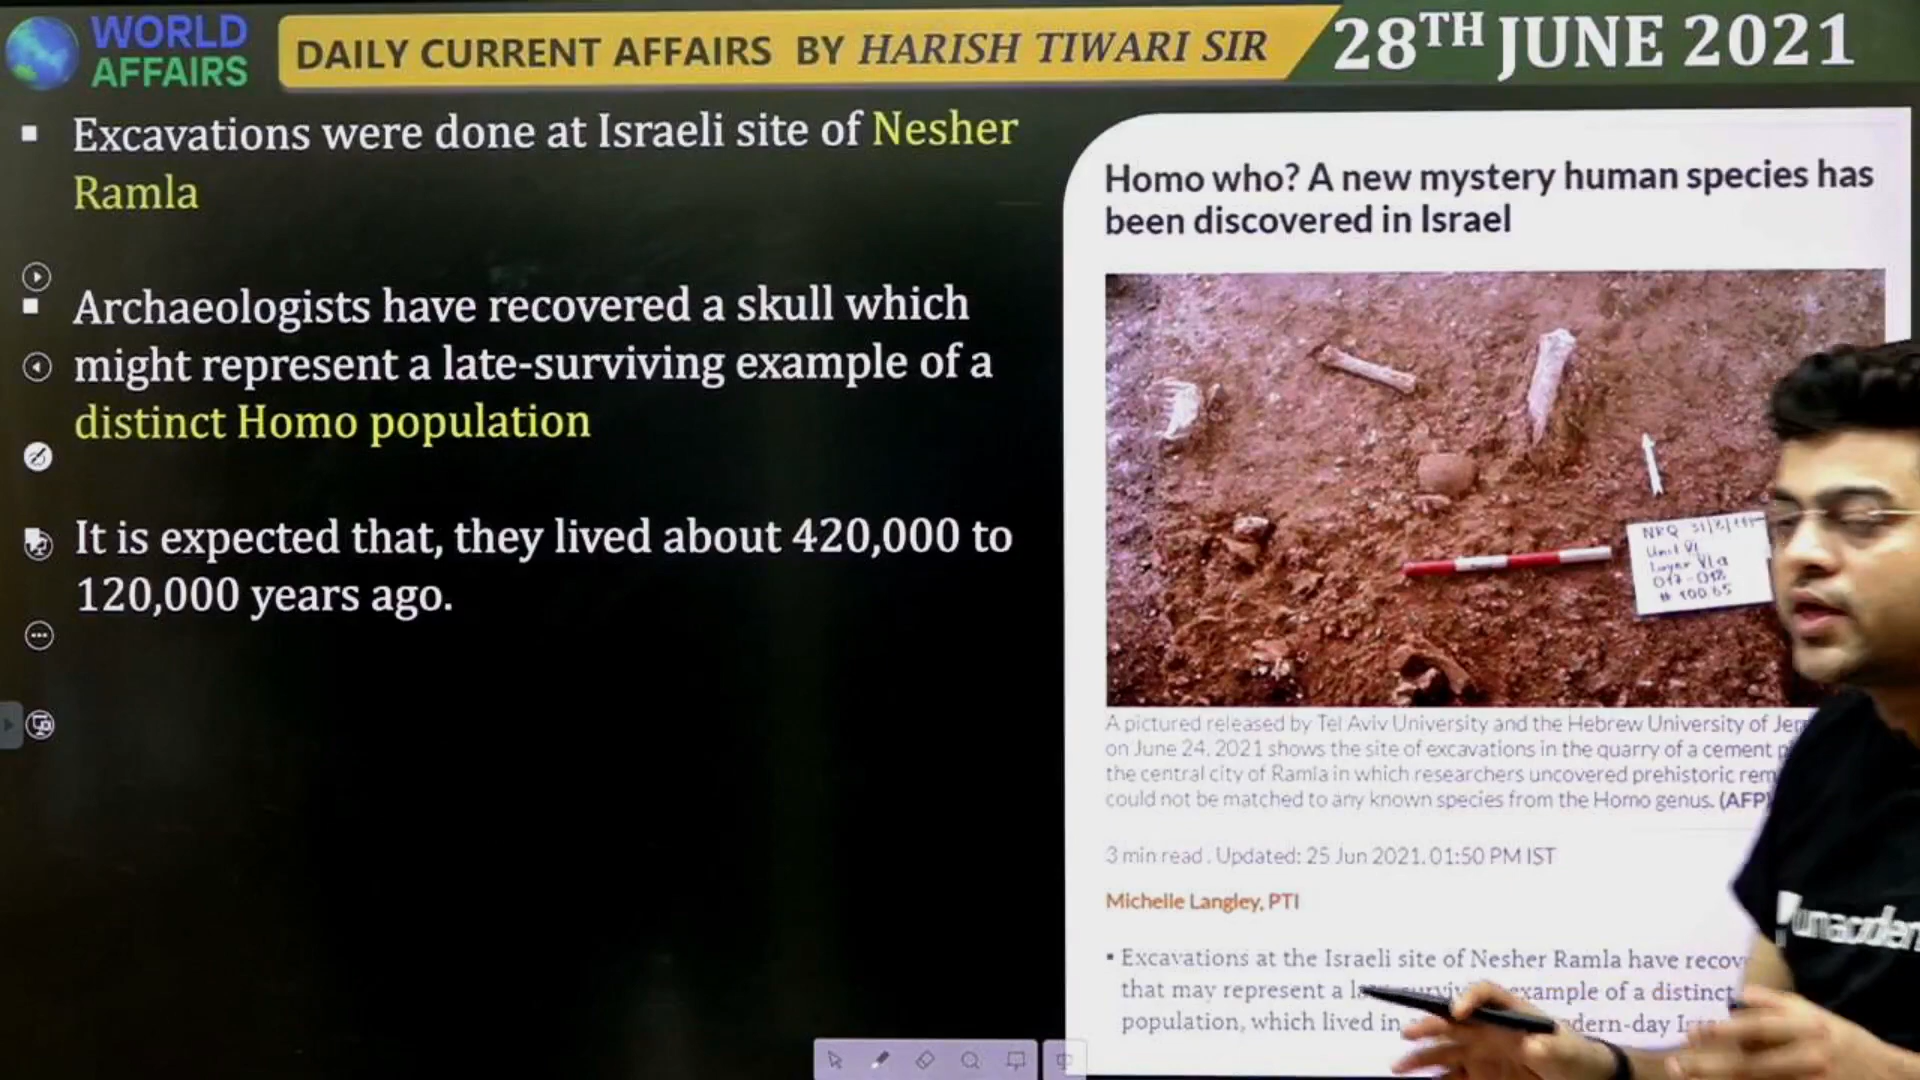 WORLD
AFFAIRS
DAILY CURRENT AFFAIRS BY HARISH TIWARI SIR
28TH JUNE 2021
▪ Excavations were done at Israeli site of Nesher
Ramla
▪ Archaeologists have recovered a skull which
might represent a late-surviving example of a
distinct Homo population
It is expected that, they lived about 420,000 to
120,000 years ago.
Homo who? A new mystery human species has
been discovered in Israel
Unit VI
Layer VIa
017-018
A pictured released by Tel Aviv University and the Hebrew University of
on June 24, 2021 shows the site of excavations in the quarry of a cement
the central city of Ramla in which researchers uncovered prehistoric
could not be matched to any known species from the Homo genus. (AFP)
3 min read . Updated: 25 Jun 2021, 01:50 PM IST
Michelle Langley, PTI
▪ Excavations at the Israeli site of Nesher Ramla have
that may represent a example of a distinct
population, which lived in